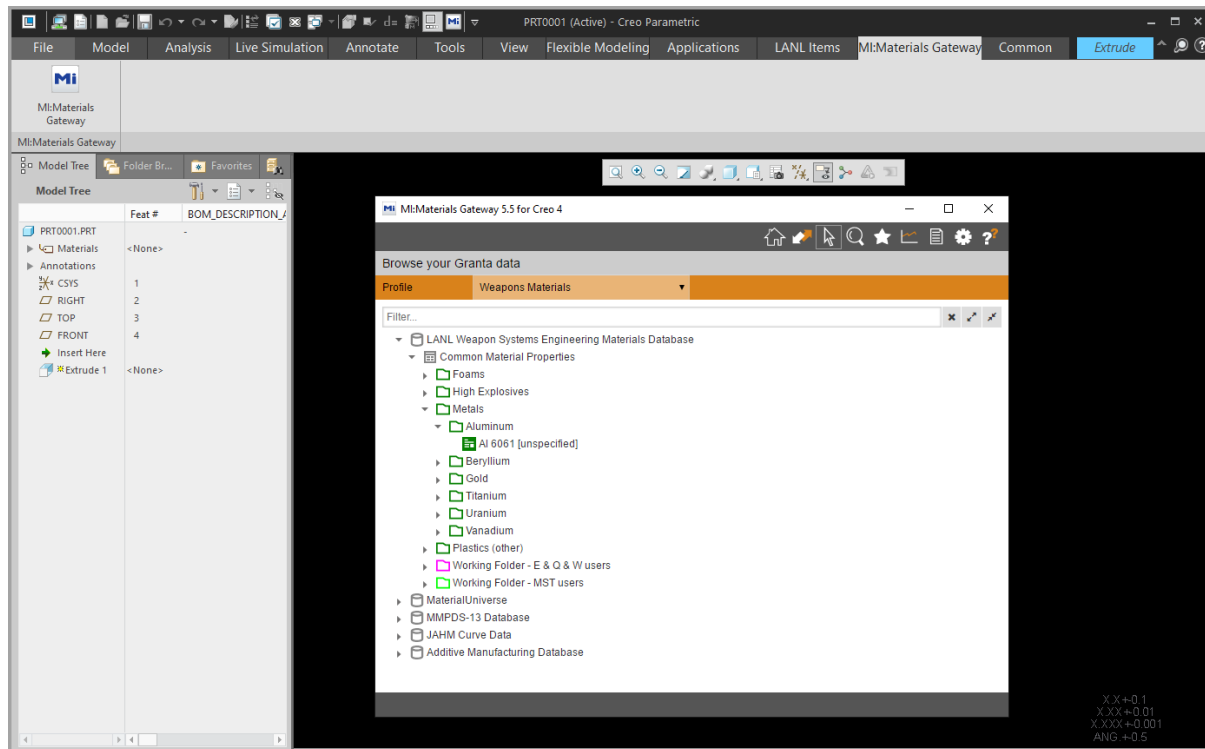 Mi
PRT0001 (Active) - Creo Parametric
File Model Analysis Live Simulation Annotate Tools View Flexible Modeling Applications LANL Items MI:Materials Gateway Common Extrude
Mi
MI:Materials
Gateway
MI:Materials Gateway
Model Tree Folder Br... Favorites
Model Tree
Feat # BOM_DESCRIPTION_A
PRT0001.PRT -
Materials <None>
Annotations
CSYS 1
RIGHT 2
TOP 3
FRONT 4
Insert Here
Extrude 1 <None>
Mi MI:Materials Gateway 5.5 for Creo 4
Browse your Granta data
Profile Weapons Materials
Filter...
LANL Weapon Systems Engineering Materials Database
Common Material Properties
Foams
High Explosives
Metals
Aluminum
Al 6061 [unspecified]
Beryllium
Gold
Titanium
Uranium
Vanadium
Plastics (other)
Working Folder - E & Q & W users
Working Folder - MST users
MaterialUniverse
MMPDS-13 Database
JAHM Curve Data
Additive Manufacturing Database
X.X+-0.1
X.XX+-0.01
X.XXX+-0.001
ANG.+-0.5